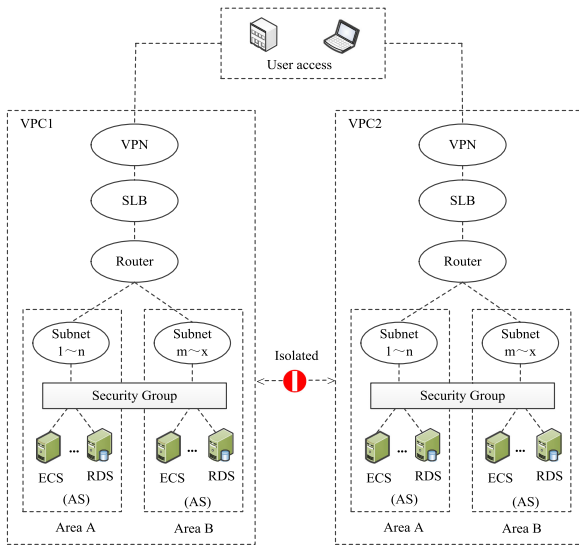 User access
VPC1
VPN
SLB
Router
Subnet
1～n
Subnet
m～x
Security Group
ECS
...
RDS
(AS)
Area A
ECS
...
RDS
(AS)
Area B
Isolated
VPC2
VPN
SLB
Router
Subnet
1～n
Subnet
m～x
Security Group
ECS
...
RDS
(AS)
Area A
ECS
...
RDS
(AS)
Area B